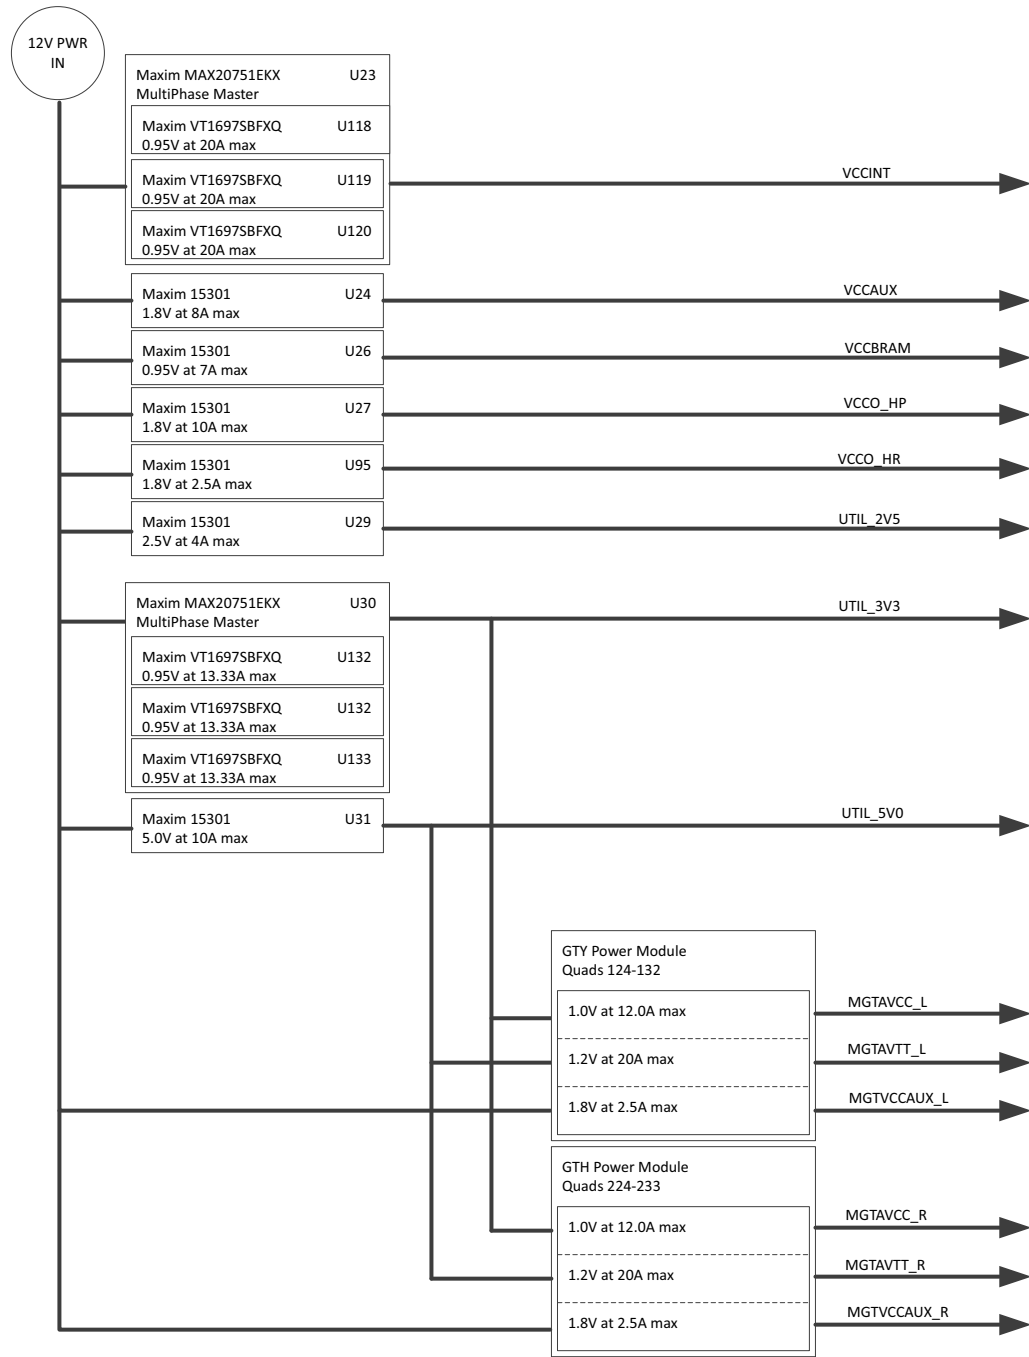 12V PWR
IN
Maxim MAX20751EKX U23
MultiPhase Master
Maxim VT1697SBFXQ U118
0.95V at 20A max
Maxim VT1697SBFXQ U119
0.95V at 20A max
Maxim VT1697SBFXQ U120
0.95V at 20A max
VCCINT
Maxim 15301 U24
1.8V at 8A max
VCCAUX
Maxim 15301 U26
0.95V at 7A max
VCCBRAM
Maxim 15301 U27
1.8V at 10A max
VCCO_HP
Maxim 15301 U95
1.8V at 2.5A max
VCCO_HR
Maxim 15301 U29
2.5V at 4A max
UTIL_2V5
Maxim MAX20751EKX U30
MultiPhase Master
UTIL_3V3
Maxim VT1697SBFXQ U132
0.95V at 13.33A max
Maxim VT1697SBFXQ U132
0.95V at 13.33A max
Maxim VT1697SBFXQ U133
0.95V at 13.33A max
Maxim 15301 U31
5.0V at 10A max
UTIL_5V0
GTY Power Module
Quads 124-132
1.0V at 12.0A max
MGTAVCC_L
1.2V at 20A max
MGTAVTT_L
1.8V at 2.5A max
MGTVCCAUX_L
GTH Power Module
Quads 224-233
1.0V at 12.0A max
MGTAVCC_R
1.2V at 20A max
MGTAVTT_R
1.8V at 2.5A max
MGTVCCAUX_R